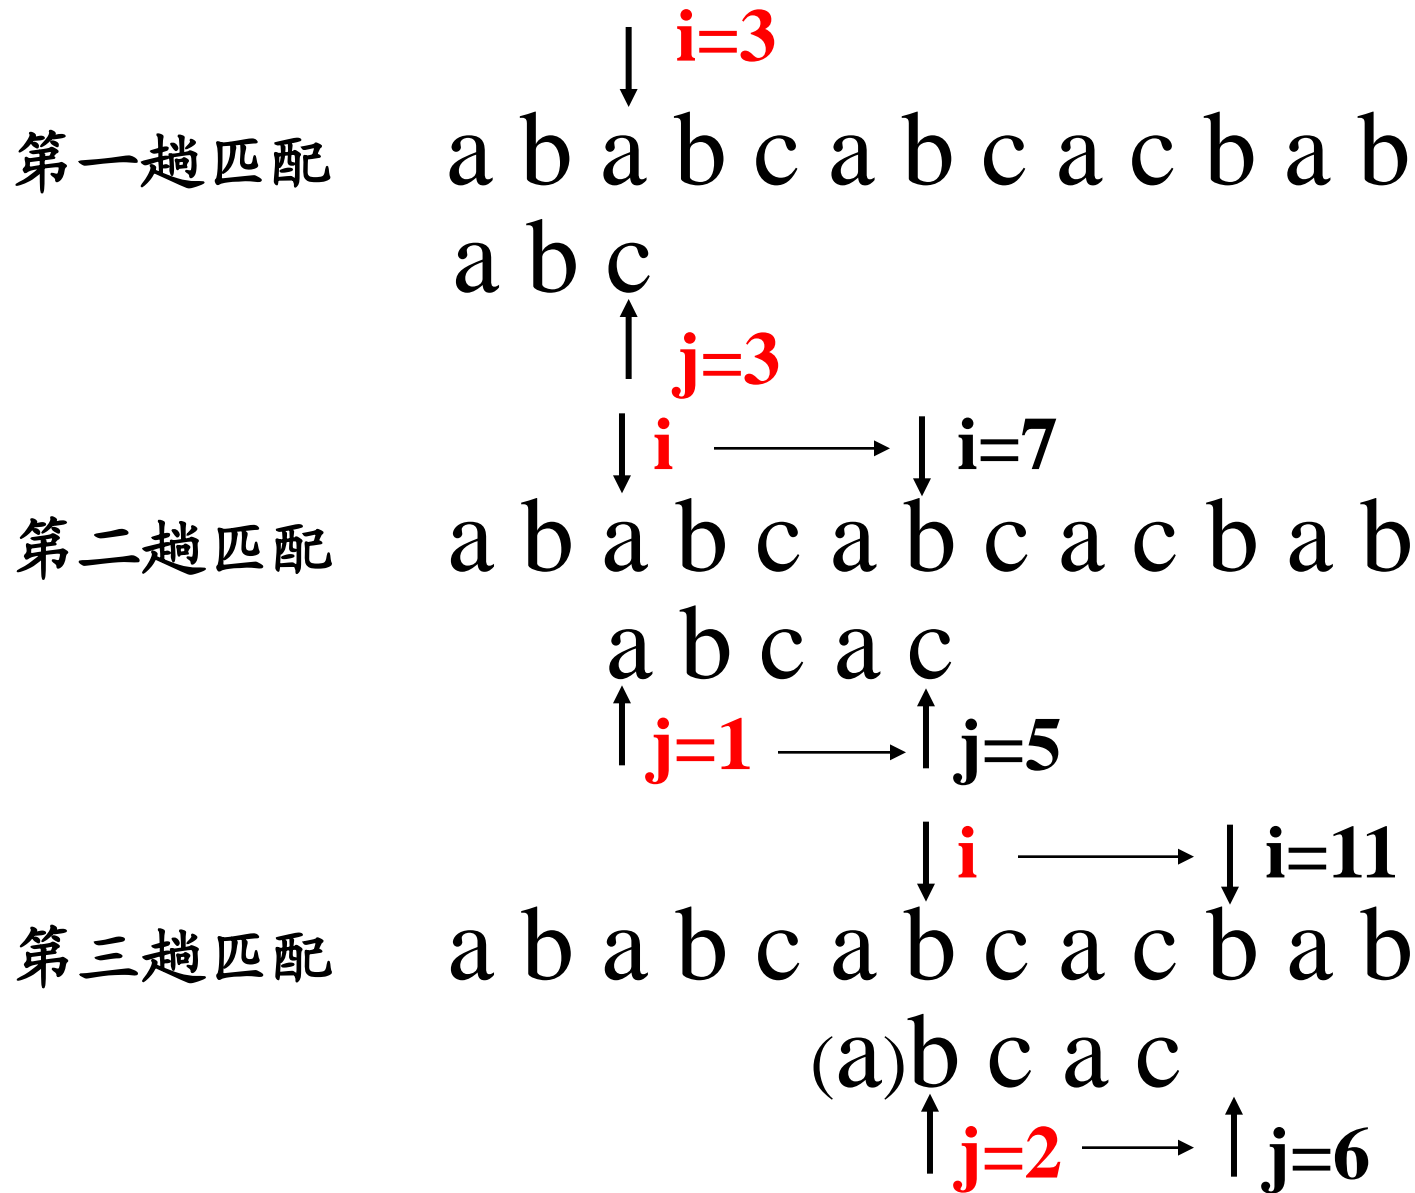 i=3
第一趟匹配 a b a b c a b c a c b a b
a b c
j=3
i i=7
第二趟匹配 a b a b c a b c a c b a b
a b c a c
j=1 j=5
i i=11
第三趟匹配 a b a b c a b c a c b a b
(a)b c a c
j=2 j=6